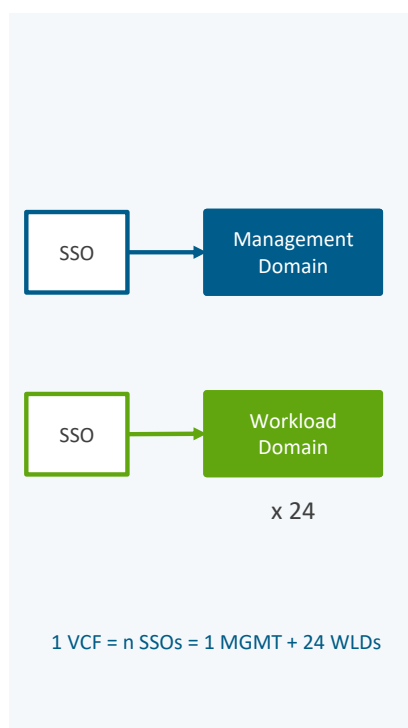 SSO
Management
Domain
SSO
Workload
Domain
x 24
1 VCF = n SSOs = 1 MGMT + 24 WLDs